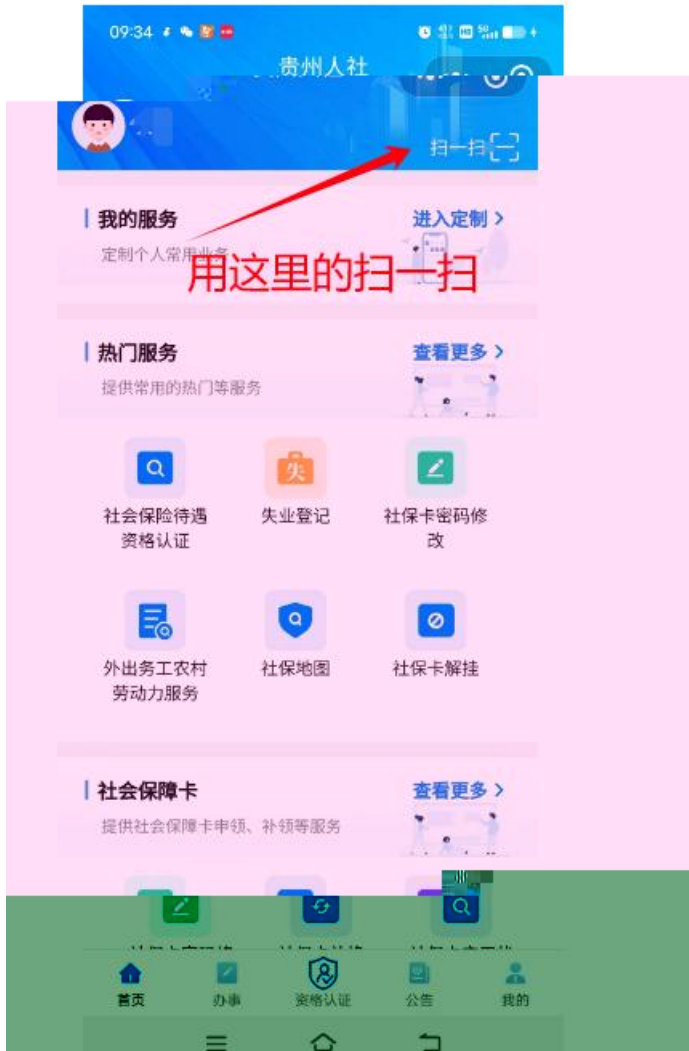 09:34
贵州人社
扫一扫
我的服务
进入定制 >
定制个人常用业务
用这里的扫一扫
热门服务
查看更多 >
提供常用的热门等服务
社会保险待遇
资格认证
失业登记
社保卡密码修
改
外出务工农村
劳动力服务
社保地图
社保卡解挂
社会保障卡
查看更多 >
提供社会保障卡申领、补领等服务
首页
办事
资格认证
公告
我的